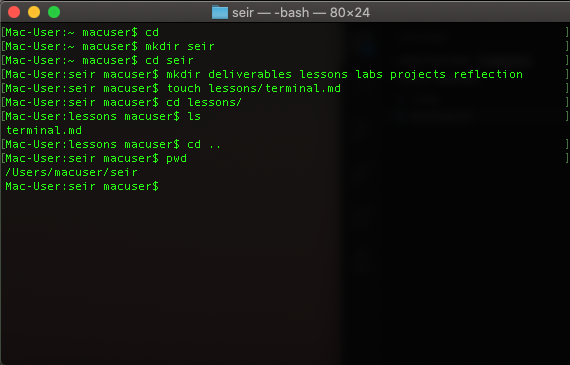 seir — -bash — 80×24
[Mac-User:~ macuser$ cd ]
[Mac-User:~ macuser$ mkdir seir ]
[Mac-User:~ macuser$ cd seir ]
[Mac-User:seir macuser$ mkdir deliverables lessons labs projects reflection ]
[Mac-User:seir macuser$ touch lessons/terminal.md ]
[Mac-User:seir macuser$ cd lessons/ ]
[Mac-User:lessons macuser$ ls ]
terminal.md
[Mac-User:lessons macuser$ cd .. ]
[Mac-User:seir macuser$ pwd ]
/Users/macuser/seir
Mac-User:seir macuser$